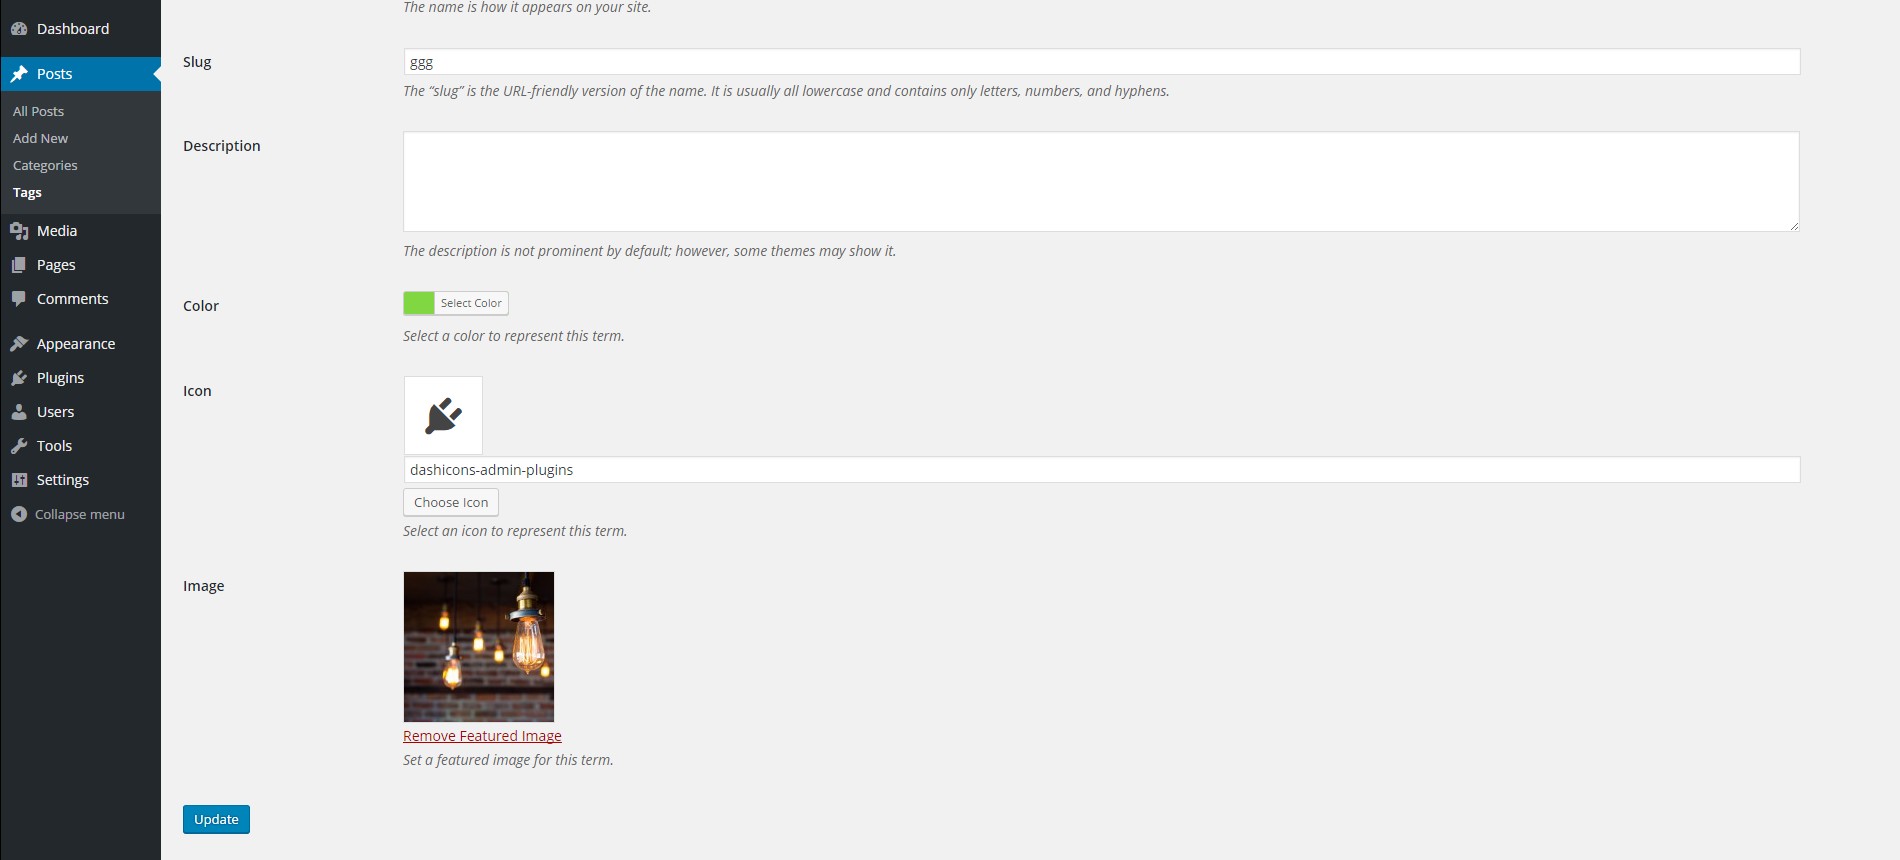 Dashboard
Posts
All Posts
Add New
Categories
Tags
Media
Pages
Comments
Appearance
Plugins
Users
Tools
Settings
Collapse menu
The name is how it appears on your site.
Slug
ggg
The “slug” is the URL-friendly version of the name. It is usually all lowercase and contains only letters, numbers, and hyphens.
Description
The description is not prominent by default; however, some themes may show it.
Color
Select Color
Select a color to represent this term.
Icon
dashicons-admin-plugins
Choose Icon
Select an icon to represent this term.
Image
Remove Featured Image
Set a featured image for this term.
Update